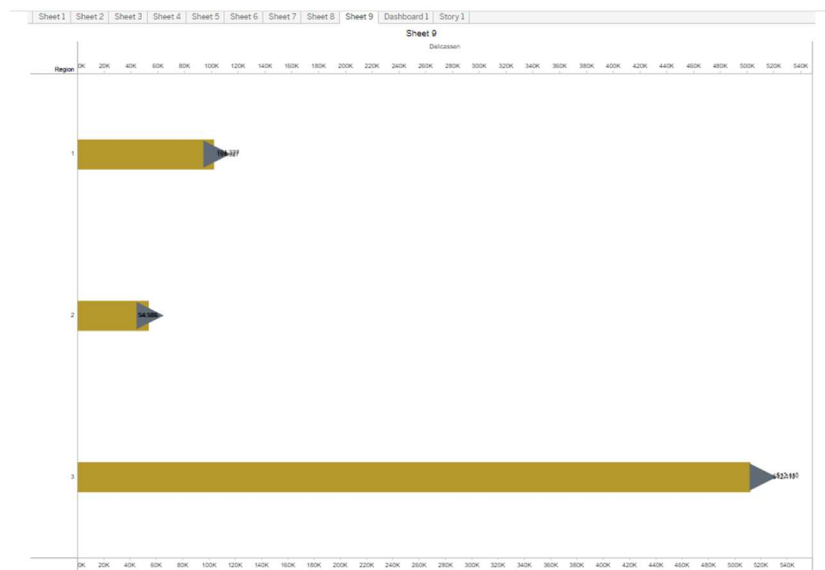 Sheet 1 Sheet 2 Sheet 3 Sheet 4 Sheet 5 Sheet 6 Sheet 7 Sheet 8 Sheet 9 Dashboard 1 Story 1
Sheet 9
Delicassen
Region 0K 20K 40K 60K 80K 100K 120K 140K 160K 180K 200K 220K 240K 260K 280K 300K 320K 340K 360K 380K 400K 420K 440K 460K 480K 500K 520K 540K
1
2
3
0K 20K 40K 60K 80K 100K 120K 140K 160K 180K 200K 220K 240K 260K 280K 300K 320K 340K 360K 380K 400K 420K 440K 460K 480K 500K 520K 540K